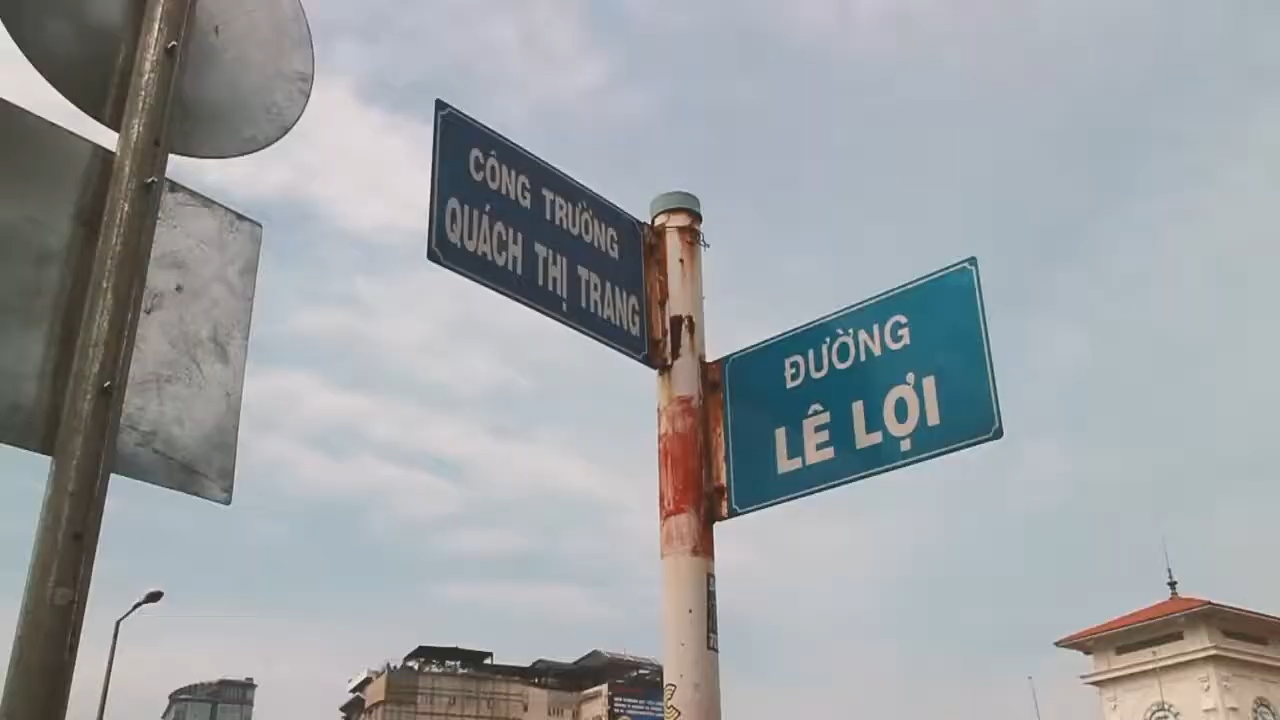 CÔNG TRƯỜNG
QUÁCH THỊ TRANG
ĐƯỜNG
LÊ LỢI